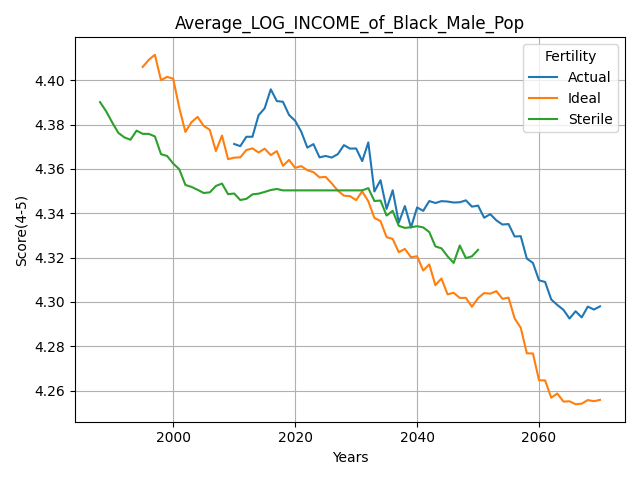 Average_LOG_INCOME_of_Black_Male_Pop
Fertility
Actual
Ideal
Sterile
Score(4-5)
4.40
4.38
4.36
4.34
4.32
4.30
4.28
4.26
2000
2020
2040
2060
Years